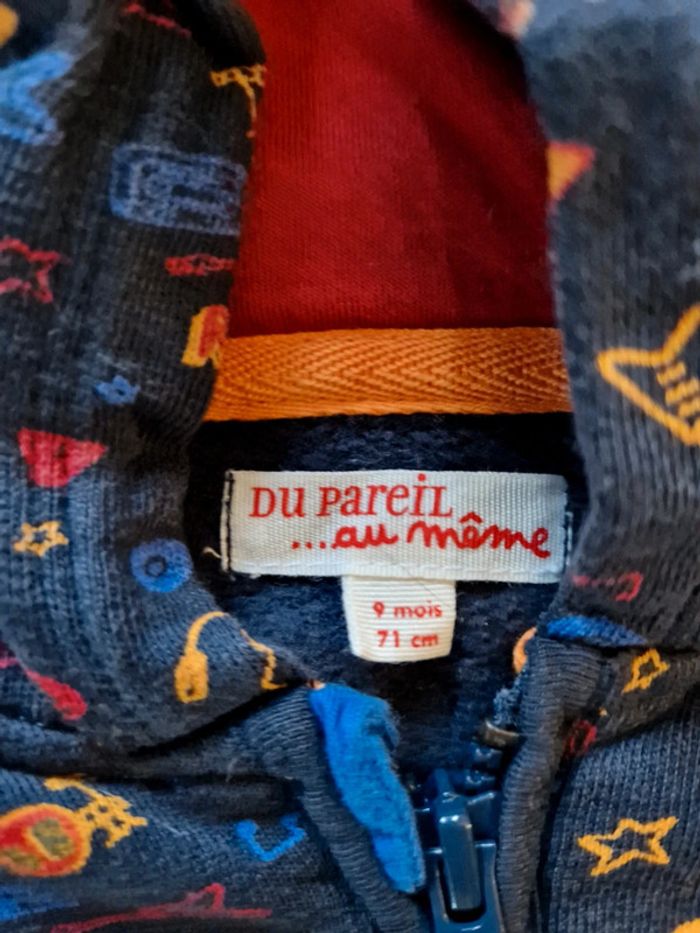 DU PAREIL
...au même
9 mois
71 cm